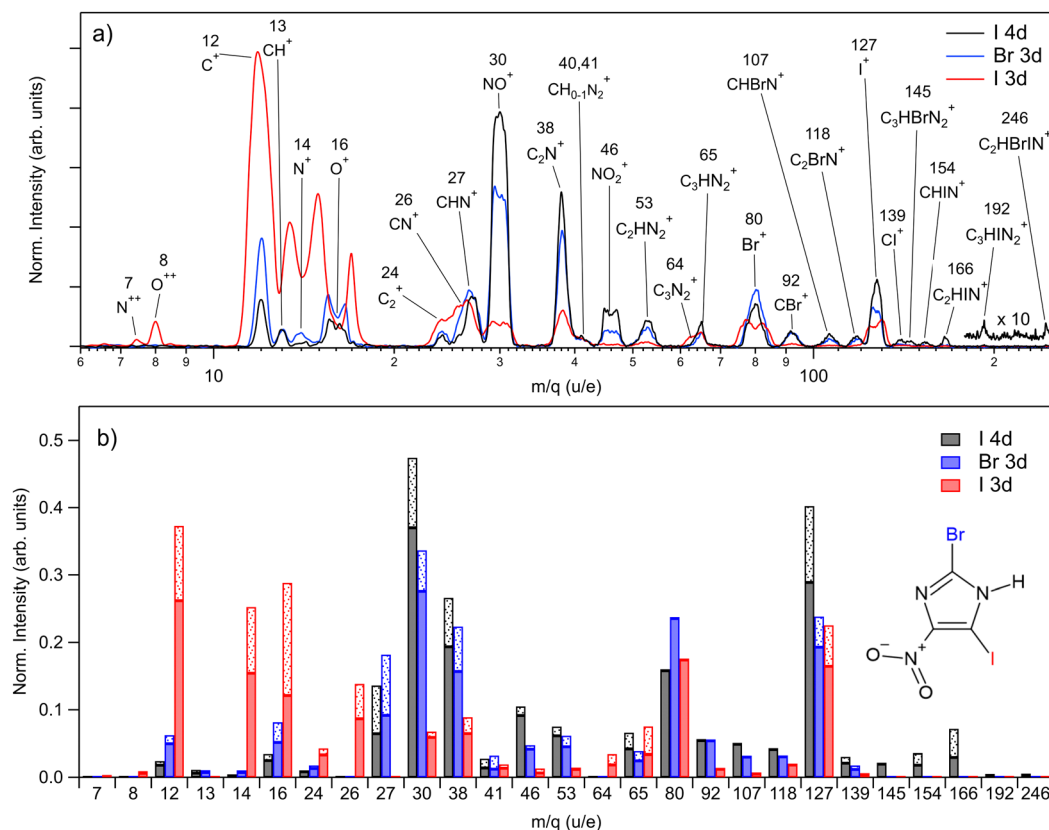 a)
I 4d
Br 3d
I 3d
Norm. Intensity (arb. units)
12
C+
13
CH+
7
N++
8
O++
14
N+
16
O+
24
C2+
26
CN+
27
CHN+
30
NO+
38
C2N+
40,41
CH0-1N2+
46
NO2+
53
C2HN2+
64
C3N2+
65
C3HN2+
80
Br+
92
CBr+
107
CHBrN+
118
C2BrN+
127
I+
139
CI+
145
C3HBrN2+
154
CHIN+
166
C2HIN+
192
C3HIN2+
246
C2HBrIN+
x 10
6 7 8 9 10 2 3 4 5 6 7 8 9 100 2
m/q (u/e)
b)
I 4d
Br 3d
I 3d
Norm. Intensity (arb. units)
0.5
0.4
0.3
0.2
0.1
0.0
Br
N
N
H
O−
N+
I
O
7 8 12 13 14 16 24 26 27 30 38 41 46 53 64 65 80 92 107 118 127 139 145 154 166 192 246
m/q (u/e)